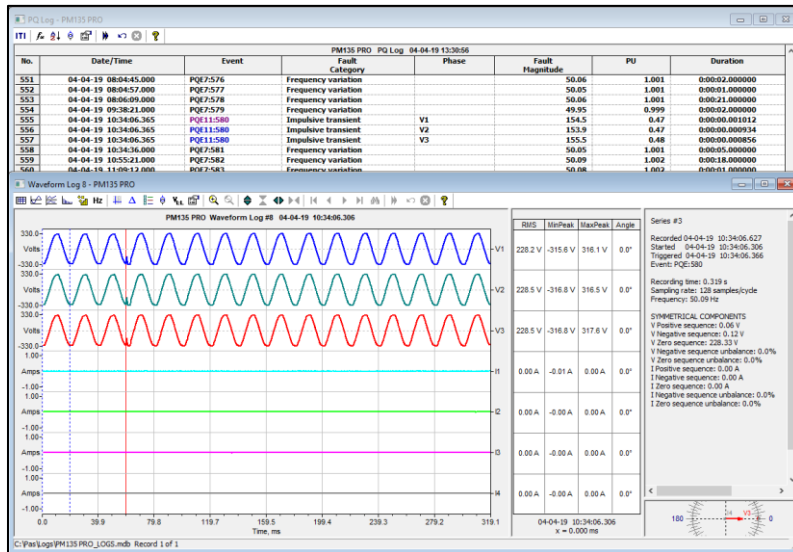 PQ Log - PM135 PRO
ITI
PM135 PRO PQ Log 04-04-19 13:30:56
No. Date/Time Event Fault Category Phase Fault Magnitude PU Duration
551 04-04-19 08:04:45.000 PQE7:576 Frequency variation 50.06 1.001 0:00:02.000000
552 04-04-19 08:04:57.000 PQE7:577 Frequency variation 50.05 1.001 0:00:01.000000
553 04-04-19 08:06:09.000 PQE7:578 Frequency variation 50.06 1.001 0:00:21.000000
554 04-04-19 09:38:21.000 PQE7:579 Frequency variation 49.95 0.999 0:00:02.000000
555 04-04-19 10:34:06.365 PQE11:580 Impulsive transient V1 154.5 0.47 0:00:00.001012
556 04-04-19 10:34:06.365 PQE11:580 Impulsive transient V2 153.9 0.47 0:00:00.000934
557 04-04-19 10:34:06.365 PQE11:580 Impulsive transient V3 155.5 0.48 0:00:00.000856
558 04-04-19 10:34:36.000 PQE7:581 Frequency variation 50.05 1.001 0:00:05.000000
559 04-04-19 10:55:21.000 PQE7:582 Frequency variation 50.09 1.002 0:00:18.000000
560 04-04-19 11:09:12.000 PQE7:583 Frequency variation 50.08 1.002 0:00:01.000000
Waveform Log 8 - PM135 PRO
Hz
PM135 PRO Waveform Log #8 04-04-19 10:34:06.306
330.0
Volts
-330.0
V1
330.0
Volts
-330.0
V2
330.0
Volts
-330.0
V3
1.00
Amps
-1.00
I1
1.00
Amps
-1.00
I2
1.00
Amps
-1.00
I3
1.00
Amps
-1.00
I4
0.0 39.9 79.8 119.7 159.5 199.4 239.3 279.2 319.1
Time, ms
RMS MinPeak MaxPeak Angle
228.2 V -315.6 V 316.1 V 0.0°
228.5 V -316.8 V 316.5 V 0.0°
228.5 V -316.8 V 317.6 V 0.0°
0.00 A -0.01 A 0.00 A 0.0°
0.00 A -0.00 A 0.00 A 0.0°
0.00 A -0.00 A 0.00 A 0.0°
0.00 A -0.00 A 0.00 A 0.0°
04-04-19 10:34:06.306
x = 0.000 ms
Series #3
Recorded 04-04-19 10:34:06.627
Started 04-04-19 10:34:06.306
Triggered 04-04-19 10:34:06.366
Event: PQE:580
Recording time: 0.319 s
Sampling rate: 128 samples/cycle
Frequency: 50.09 Hz
SYMMETRICAL COMPONENTS
V Positive sequence: 0.06 V
V Negative sequence: 0.12 V
V Zero sequence: 228.33 V
V Negative sequence unbalance: 0.0%
V Zero sequence unbalance: 0.0%
I Positive sequence: 0.00 A
I Negative sequence: 0.00 A
I Zero sequence: 0.00 A
I Negative sequence unbalance: 0.0%
I Zero sequence unbalance: 0.0%
180 I4 V3 0
C:\Pas\Logs\PM135 PRO_LOGS.mdb Record 1 of 1